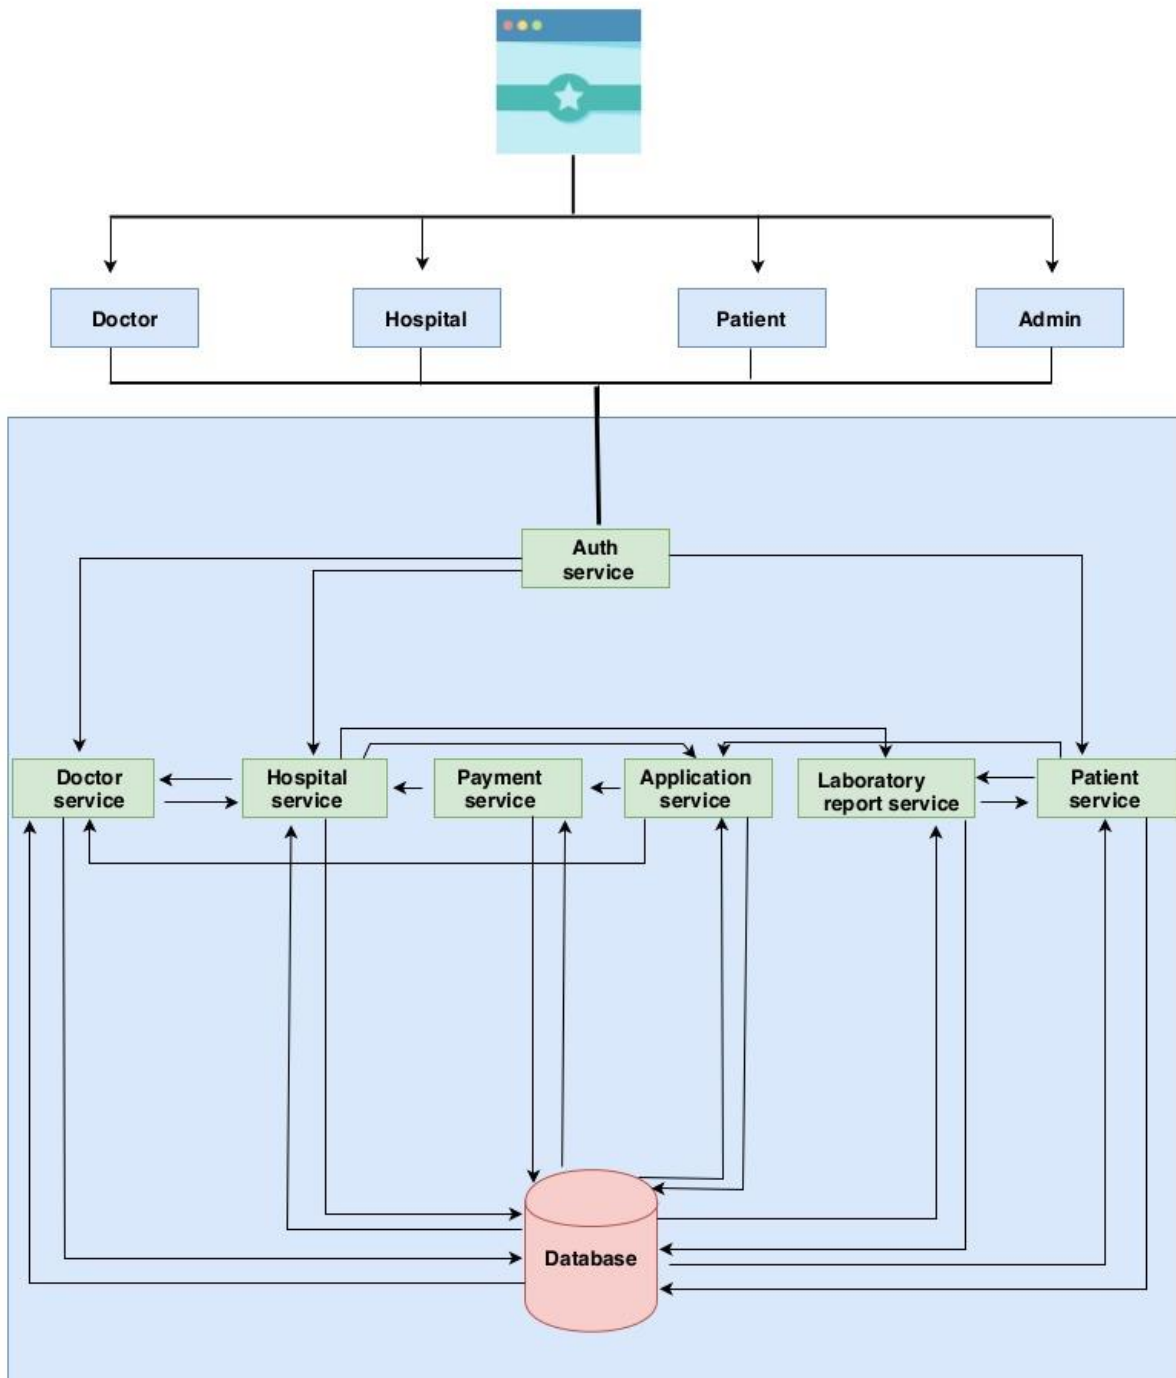 Doctor
Hospital
Patient
Admin
Auth
service
Doctor
service
Hospital
service
Payment
service
Application
service
Laboratory
report service
Patient
service
Database